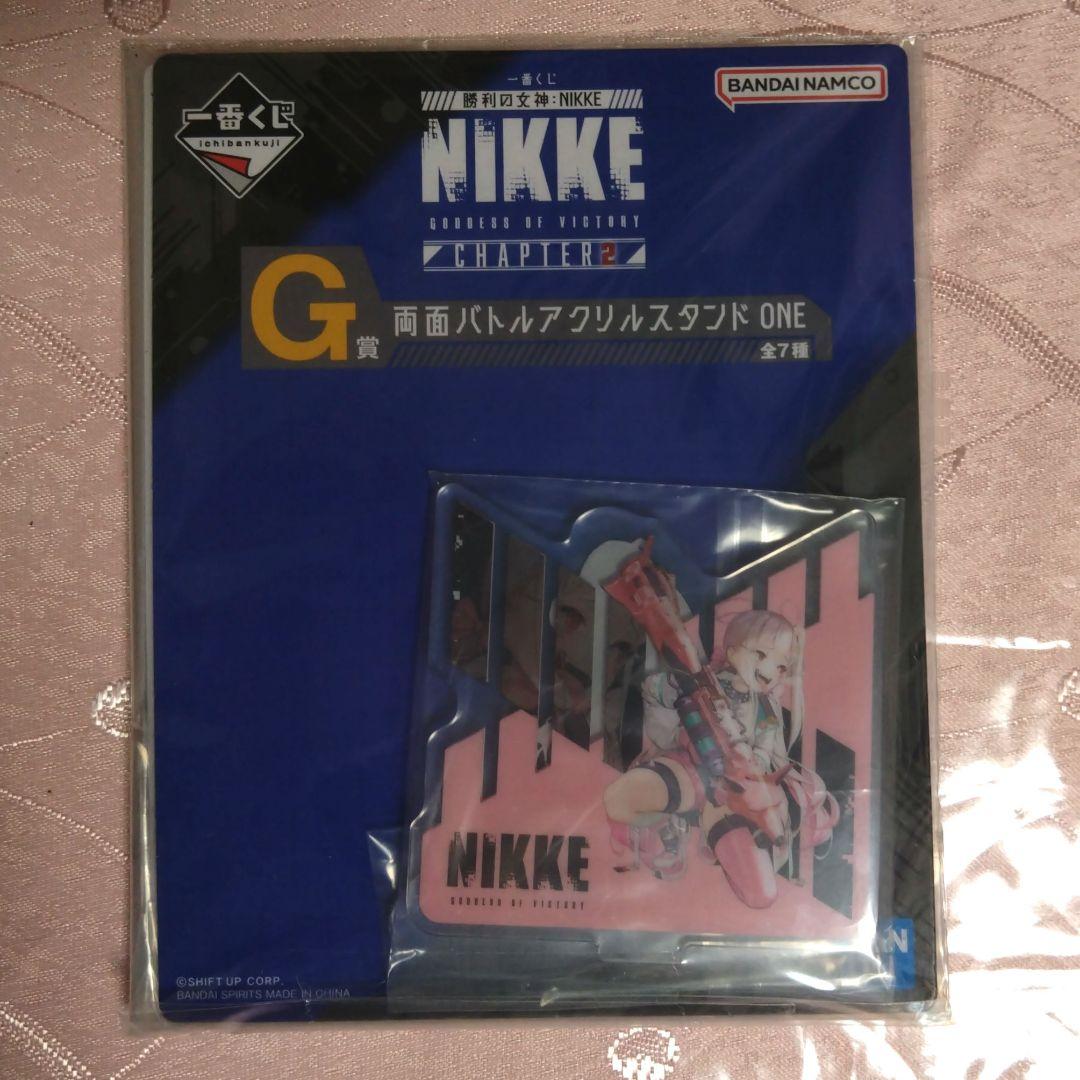 一番くじ
ichibankuji
一番くじ
勝利の女神:NIKKE
NIKKE
GODDESS OF VICTORY
CHAPTER2
BANDAI NAMCO
G賞
両面バトルアクリルスタンド ONE
全7種
NIKKE
GODDESS OF VICTORY
N
©SHIFT UP CORP.
BANDAI SPIRITS MADE IN CHINA